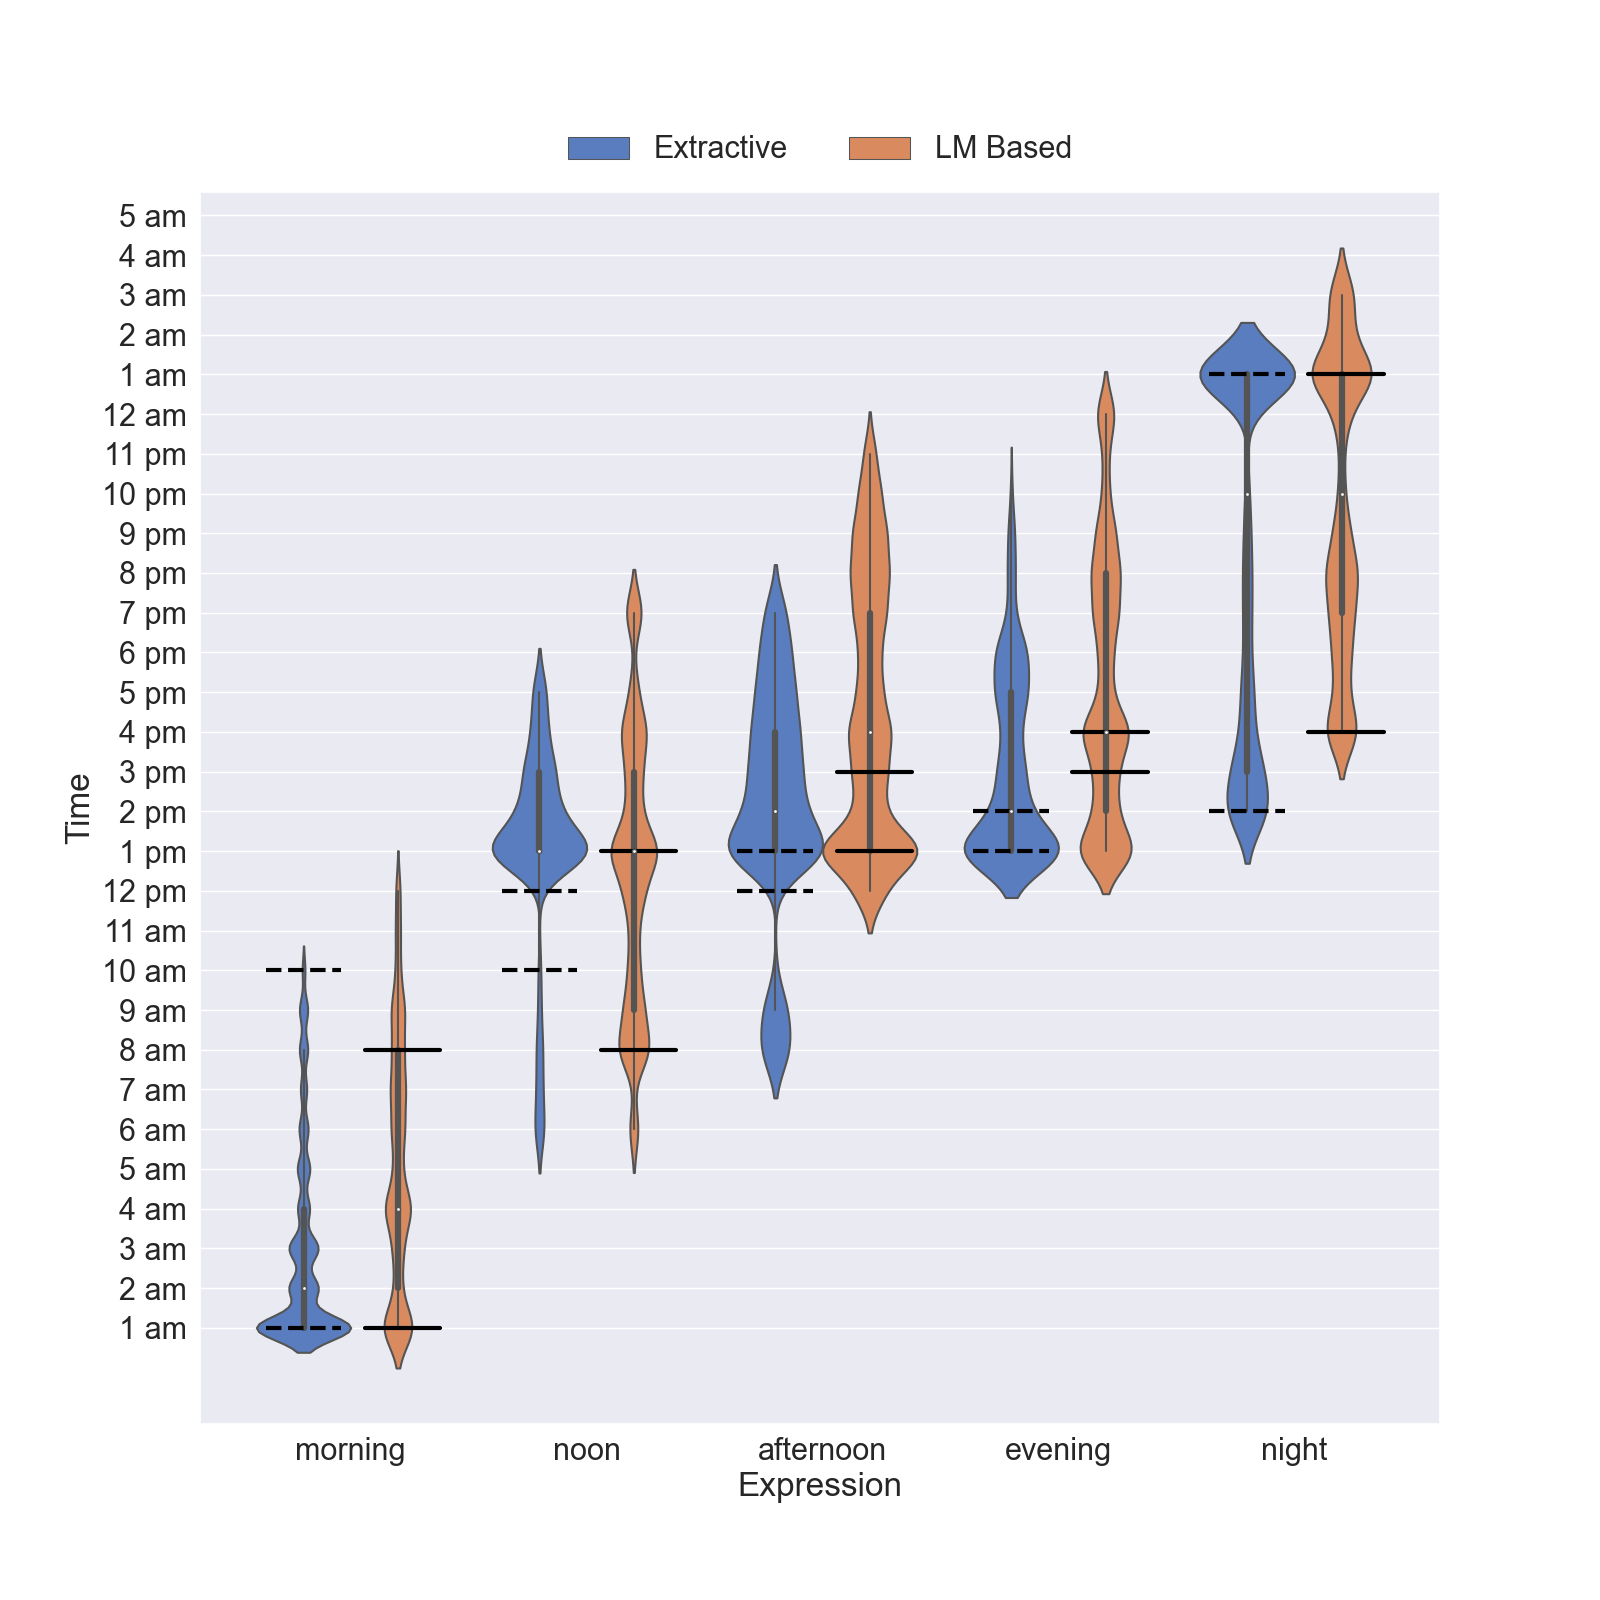 Extractive LM Based
5 am
4 am
3 am
2 am
1 am
12 am
11 pm
10 pm
9 pm
8 pm
7 pm
6 pm
5 pm
4 pm
3 pm
2 pm
1 pm
12 pm
11 am
10 am
9 am
8 am
7 am
6 am
5 am
4 am
3 am
2 am
1 am
Time
morning noon afternoon evening night
Expression